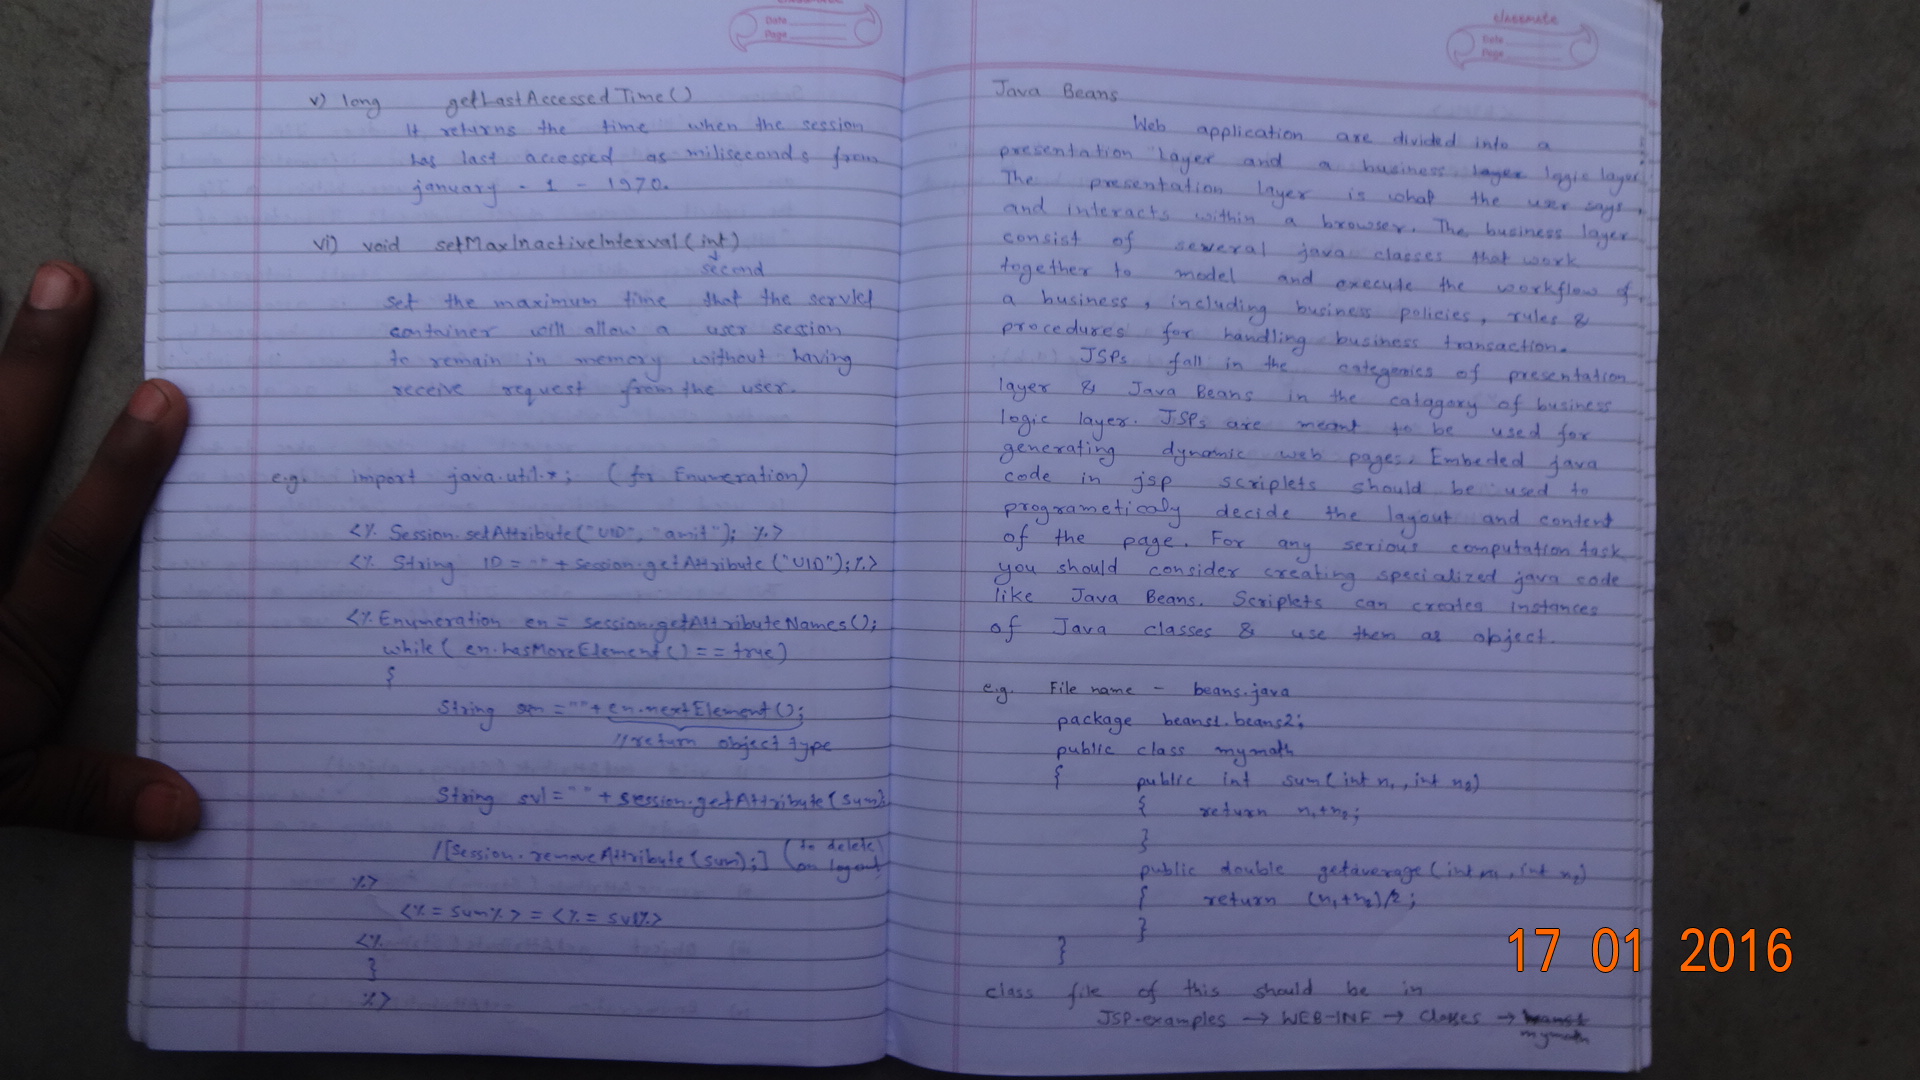 Date
Page
v) long getLastAccessedTime()
It returns the time when the session
has last accessed as miliseconds from
january - 1 - 1970.
vi) void setMaxInactiveInterval(int)
second
set the maximum time that the servlet
container will allow a user session
to remain in memory without having
receive request from the user.
e.g. import java.util.*; (for Enumeration)
<% Session.setAttribute("UID", "amit"); %>
<% String ID = "" + session.getAttribute("UID");%>
<% Enumeration en = session.getAttributeNames();
while( en.hasMoreElement() == true)
{
String = "" + en.nextElement();
//return object type
String svl = "" + session.getAttribute(sum);
/[Session.removeAttribute(sum);] (to delete
on logout
%>
<%= sum%> = <%= svl%>
<%
}
%>
classmate
Date
Page
Java Beans
Web application are divided into a
presentation layer and a business layer logic layer.
The presentation layer is what the user says,
and interacts within a browser. The business layer
consist of several java classes that work
together to model and execute the workflow of
a business, including business policies, rules &
procedures for handling business transaction.
JSPs fall in the categories of presentation
layer & Java Beans in the catagory of business
logic layer. JSPs are meant to be used for
generating dynamic web pages. Embeded java
code in jsp scriplets should be used to
programeticaly decide the layout and content
of the page. For any serious computation task
you should consider creating specialized java code
like Java Beans. Scriplets can creates instances
of Java classes & use them as object.
e.g. File name - beans.java
package beans1.beans2;
public class mymath
{ public int sum(int n1, int n2)
{ return n1+n2;
}
public double getaverage(int n1, int n2)
{ return (n1+n2)/2;
}
}
class file of this should be in
JSP-examples → WEB-INF → Classes →
mymath
17 01 2016